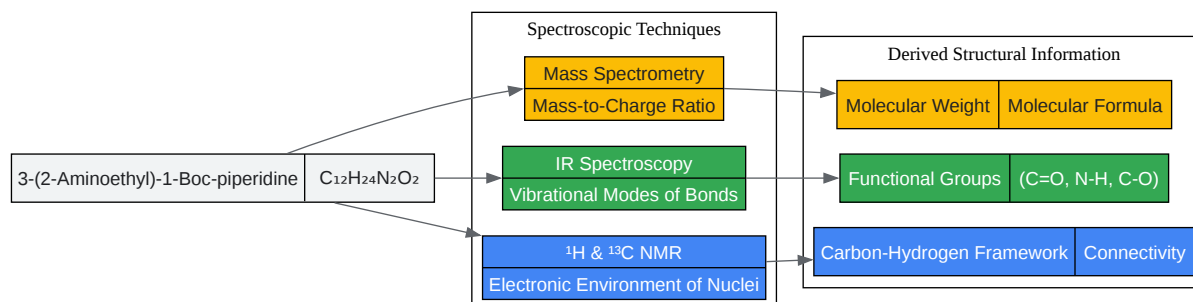 Spectroscopic Techniques
Derived Structural Information
Mass Spectrometry
Mass-to-Charge Ratio
Molecular Weight
Molecular Formula
3-(2-Aminoethyl)-1-Boc-piperidine
C₁₂H₂₄N₂O₂
IR Spectroscopy
Vibrational Modes of Bonds
Functional Groups
(C=O, N-H, C-O)
¹H & ¹³C NMR
Electronic Environment of Nuclei
Carbon-Hydrogen Framework
Connectivity